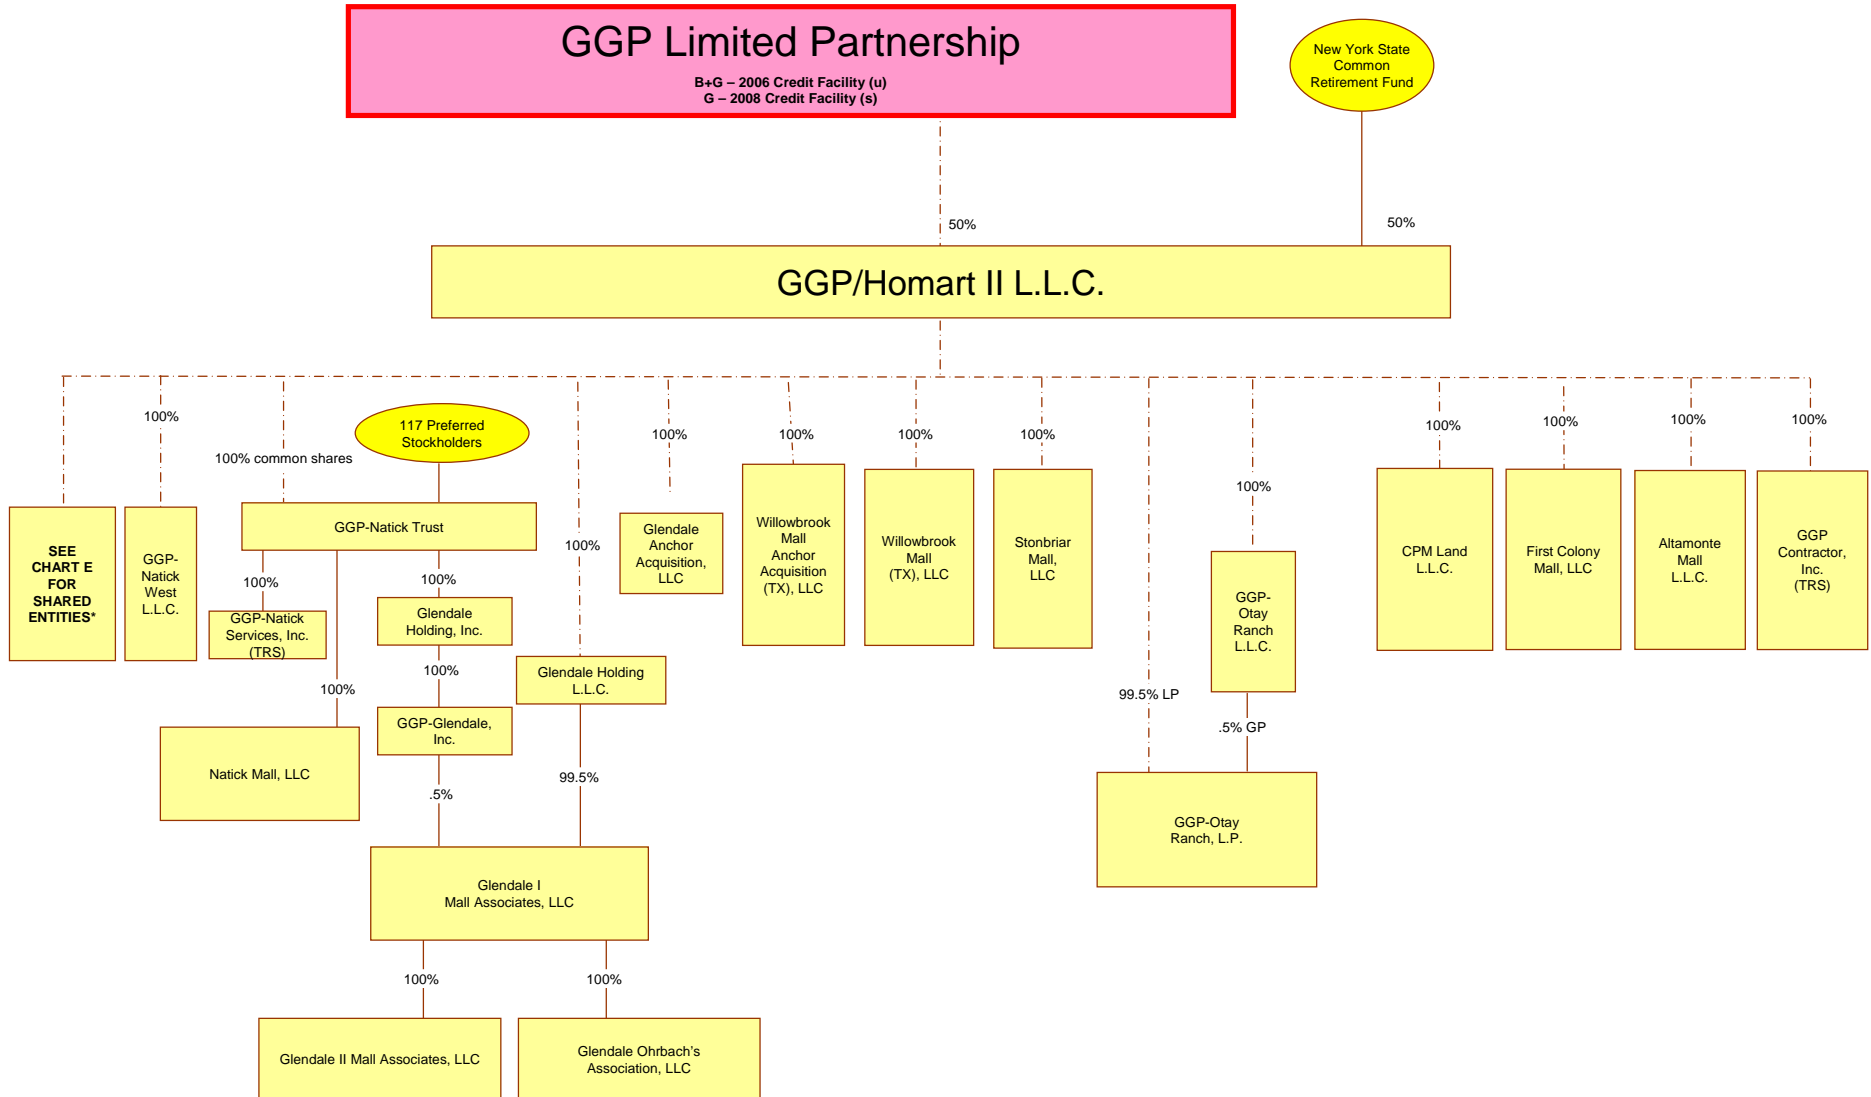 GGP Limited Partnership
B+G – 2006 Credit Facility (u)
G – 2008 Credit Facility (s)
New York State
Common
Retirement Fund
50%
50%
GGP/Homart II L.L.C.
100%
100% common shares
117 Preferred
Stockholders
100%
100%
100%
100%
100%
100%
100%
100%
100%
100%
100%
SEE
CHART E
FOR
SHARED
ENTITIES*
GGP-
Natick
West
L.L.C.
GGP-Natick Trust
Glendale
Anchor
Acquisition,
LLC
Willowbrook
Mall
Anchor
Acquisition
(TX), LLC
Willowbrook
Mall
(TX), LLC
Stonbriar
Mall,
LLC
GGP-
Otay
Ranch
L.L.C.
CPM Land
L.L.C.
First Colony
Mall, LLC
Altamonte
Mall
L.L.C.
GGP
Contractor,
Inc.
(TRS)
100%
100%
GGP-Natick
Services, Inc.
(TRS)
Glendale
Holding, Inc.
100%
100%
Glendale Holding
L.L.C.
99.5% LP
.5% GP
Natick Mall, LLC
GGP-Glendale,
Inc.
.5%
99.5%
GGP-Otay
Ranch, L.P.
Glendale I
Mall Associates, LLC
100%
100%
Glendale II Mall Associates, LLC
Glendale Ohrbach's
Association, LLC